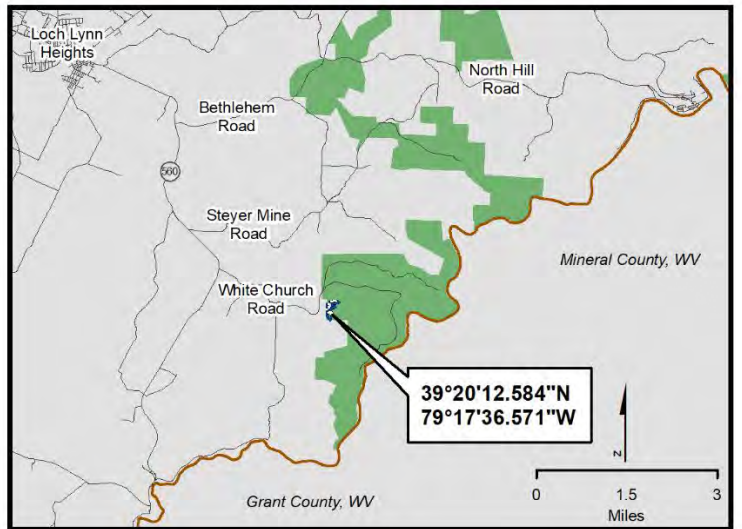 Loch Lynn
Heights
North Hill
Road
Bethlehem
Road
560
Steyer Mine
Road
Mineral County, WV
White Church
Road
39°20'12.584"N
79°17'36.571"W
N
0 1.5 3
Miles
Grant County, WV